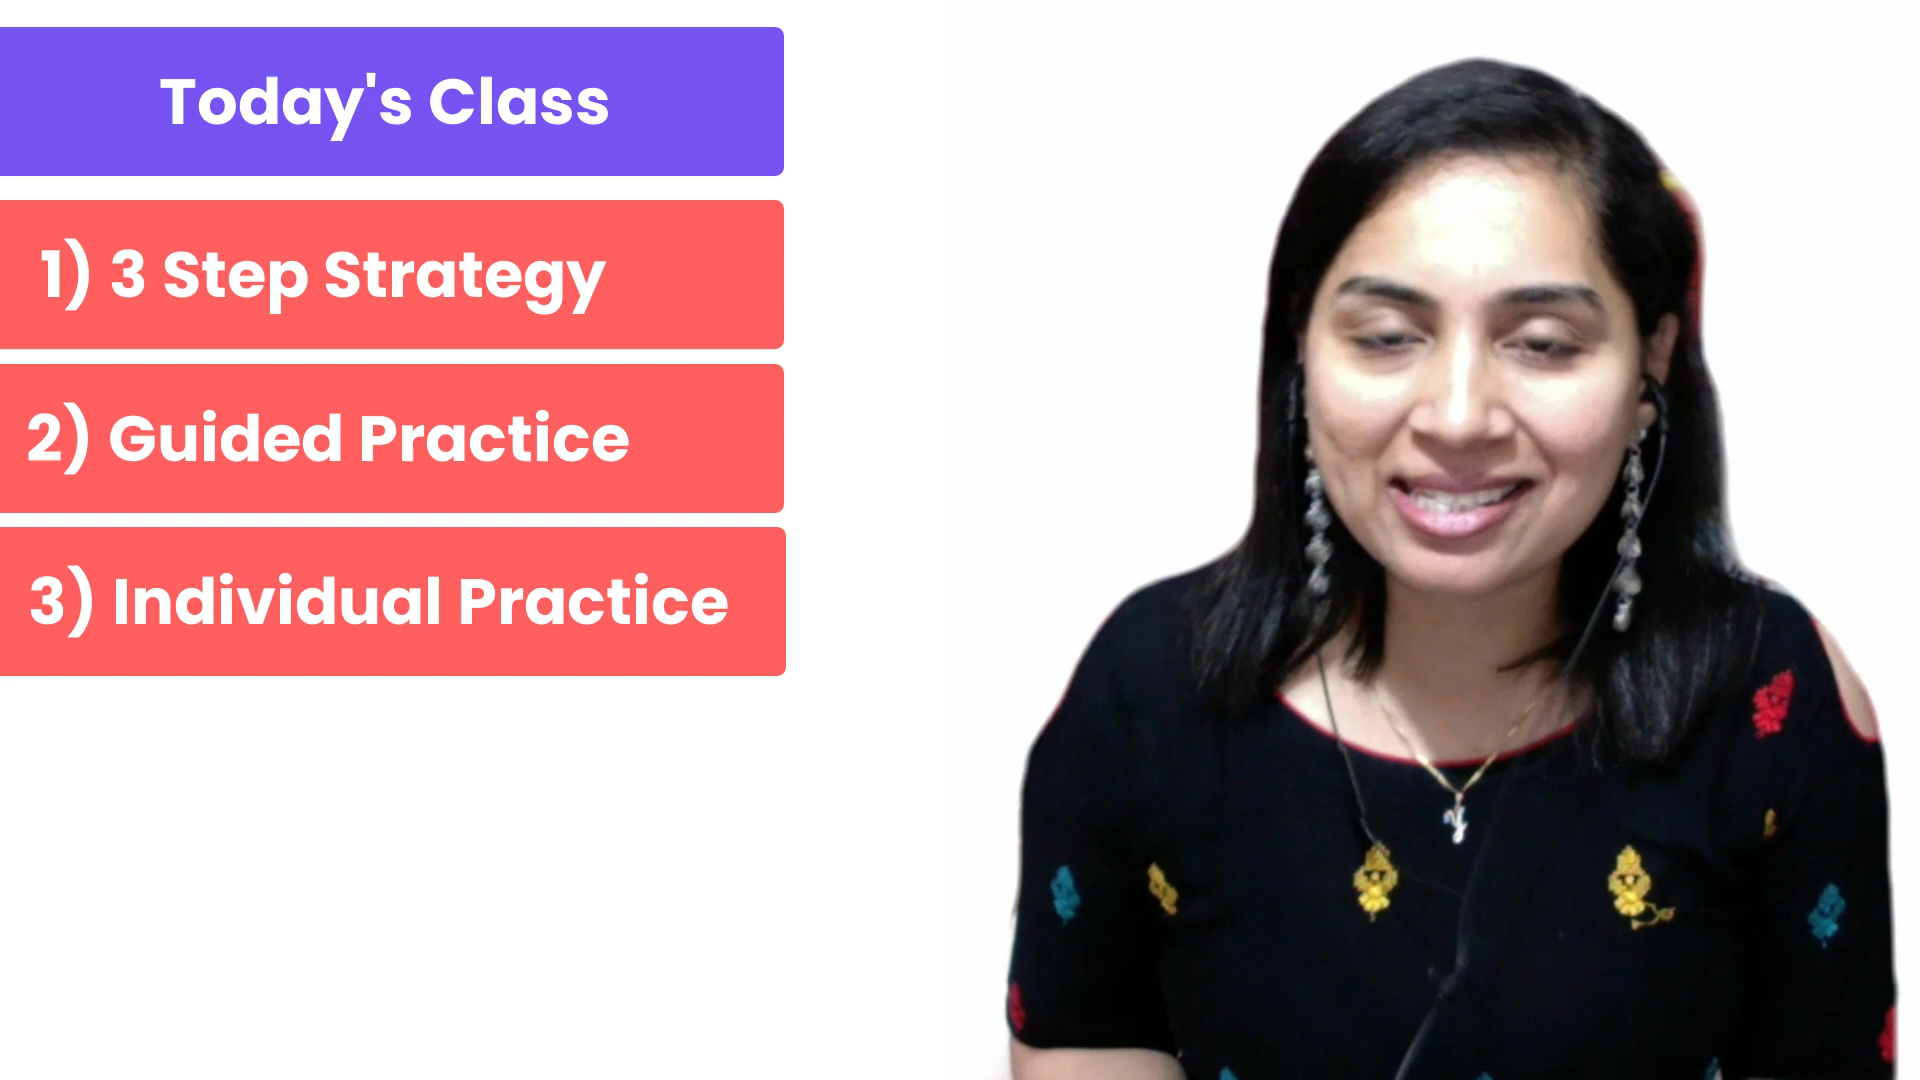 Today's Class
1) 3 Step Strategy
2) Guided Practice
3) Individual Practice